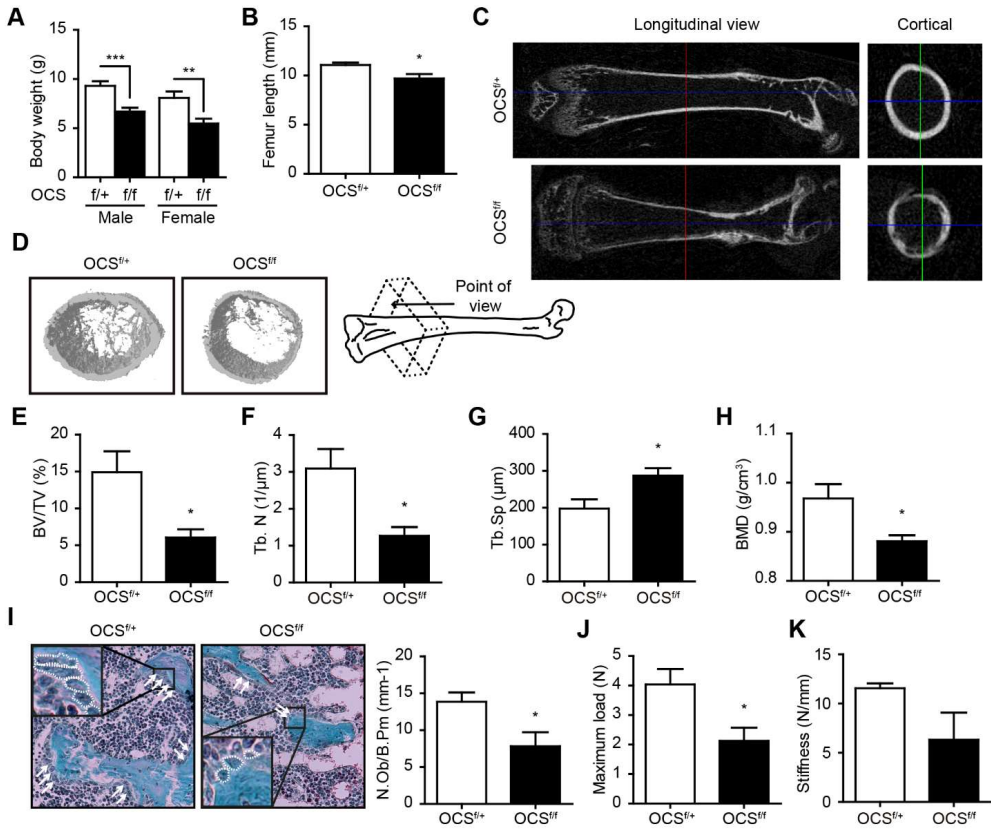 A
Body weight (g)
15
10
5
0
***
**
OCS f/+ f/f f/+ f/f
Male Female
B
Femur length (mm)
15
10
5
0
*
OCSf/+ OCSf/f
C
Longitudinal view Cortical
OCSf/+
OCSf/f
D
OCSf/+ OCSf/f
Point of
view
E
BV/TV (%)
20
15
10
5
0
*
OCSf/+ OCSf/f
F
Tb. N (1/μm)
4
3
2
1
0
*
OCSf/+ OCSf/f
G
Tb.Sp (μm)
400
300
200
100
0
*
OCSf/+ OCSf/f
H
BMD (g/cm³)
1.1
1.0
0.9
0.8
*
OCSf/+ OCSf/f
I
OCSf/+ OCSf/f
N.Ob/B.Pm (mm-1)
20
15
10
5
0
*
OCSf/+ OCSf/f
J
Maximum load (N)
5
4
3
2
1
0
*
OCSf/+ OCSf/f
K
Stiffness (N/mm)
15
10
5
0
OCSf/+ OCSf/f